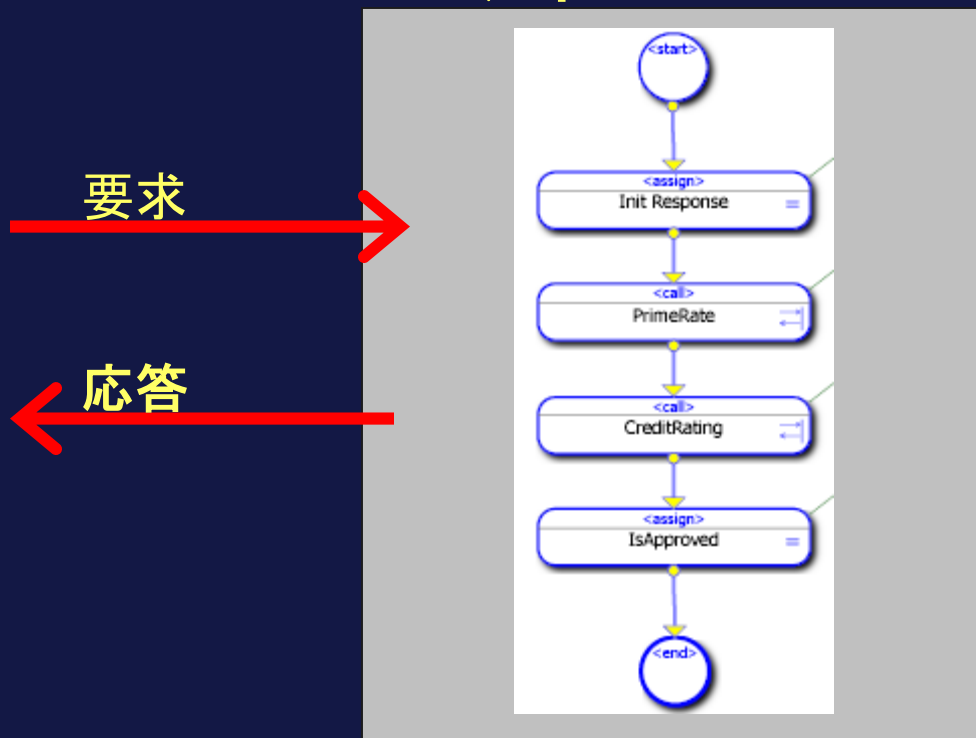 <start>
<assign>
Init Response
=
<call>
PrimeRate
<call>
CreditRating
<assign>
IsApproved
=
<end>
要求
応答